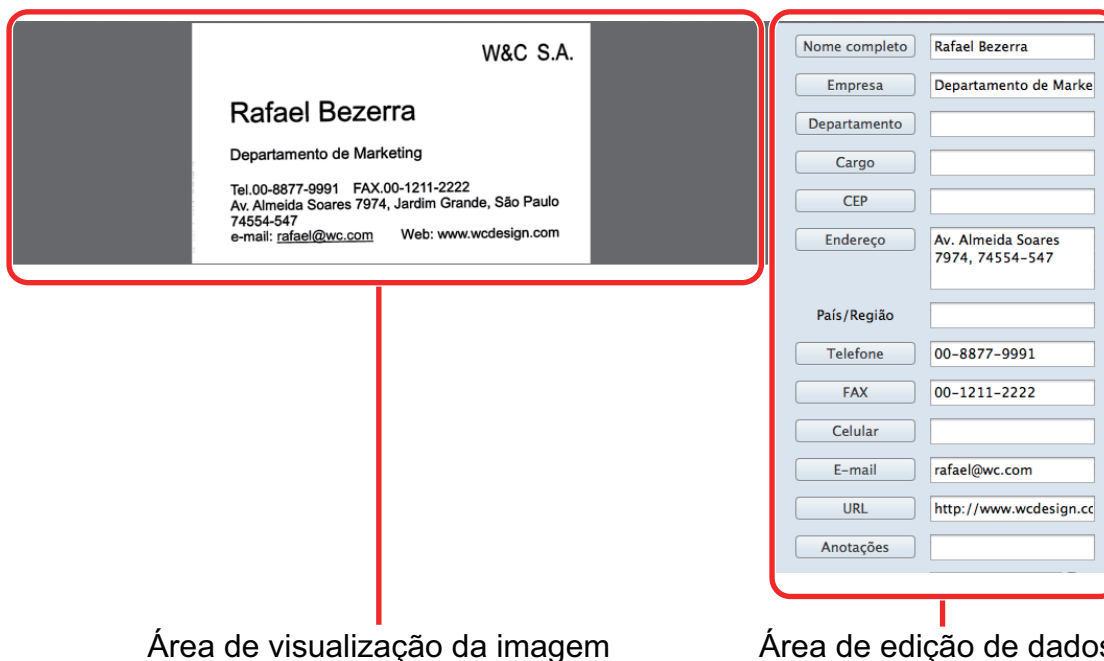 W&C S.A.
Rafael Bezerra
Departamento de Marketing
Tel.00-8877-9991 FAX.00-1211-2222
Av. Almeida Soares 7974, Jardim Grande, São Paulo
74554-547
e-mail: rafael@wc.com Web: www.wcdesign.com
Nome completo Rafael Bezerra
Empresa Departamento de Marke
Departamento
Cargo
CEP
Endereço Av. Almeida Soares
7974, 74554-547
País/Região
Telefone 00-8877-9991
FAX 00-1211-2222
Celular
E-mail rafael@wc.com
URL http://www.wcdesign.cc
Anotações
Área de visualização da imagem Área de edição de dados